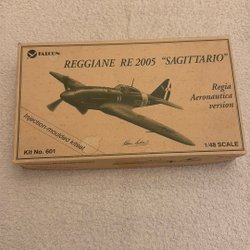 FALCON
REGGIANE RE 2005 "SAGITTARIO"
Regia
Aeronautica
version
Injection-moulded kitset
Kit No. 601
1/48 SCALE